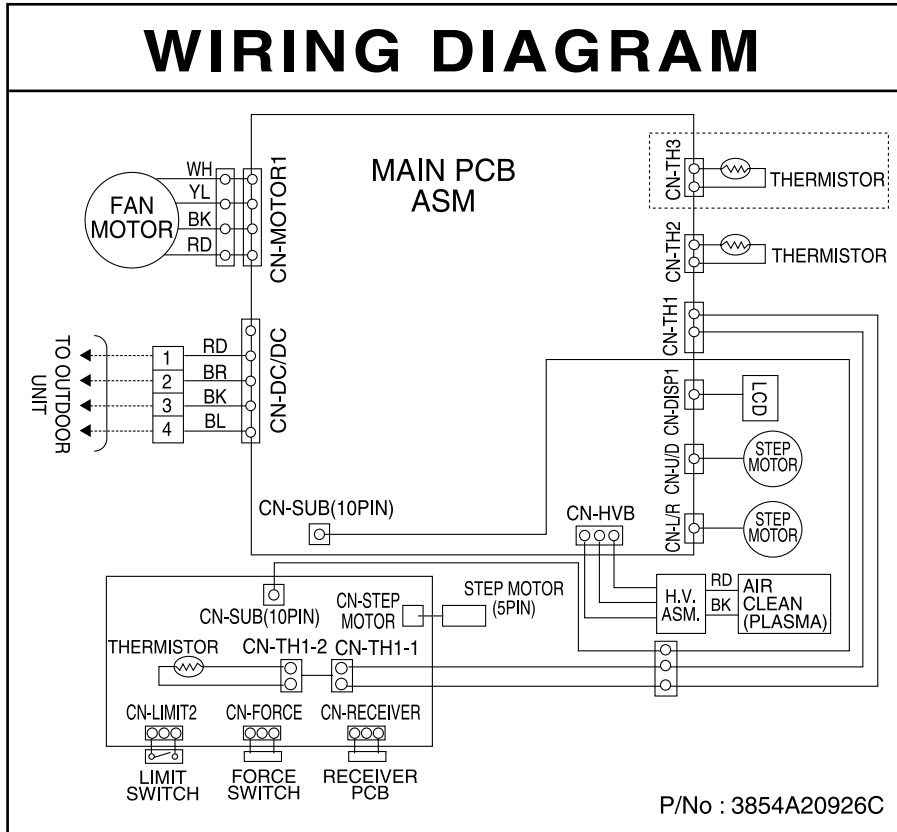 WIRING DIAGRAM
MAIN PCB
ASM
FAN
MOTOR
WH
YL
BK
RD
CN-MOTOR1
TO OUTDOOR
UNIT
1
2
3
4
RD
BR
BK
BL
CN-DC/DC
CN-TH3
THERMISTOR
CN-TH2
THERMISTOR
CN-TH1
CN-DISP1
LCD
CN-U/D
STEP
MOTOR
CN-L/R
STEP
MOTOR
CN-SUB(10PIN)
CN-HVB
H.V.
ASM.
RD
BK
AIR
CLEAN
(PLASMA)
CN-SUB(10PIN)
CN-STEP
MOTOR
STEP MOTOR
(5PIN)
THERMISTOR
CN-TH1-2
CN-TH1-1
CN-LIMIT2
CN-FORCE
CN-RECEIVER
LIMIT
SWITCH
FORCE
SWITCH
RECEIVER
PCB
P/No : 3854A20926C